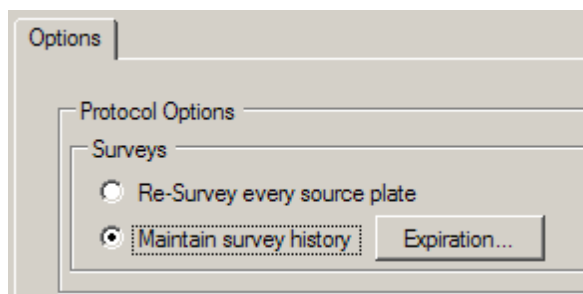 Options
Protocol Options
Surveys
Re-Survey every source plate
Maintain survey history Expiration...